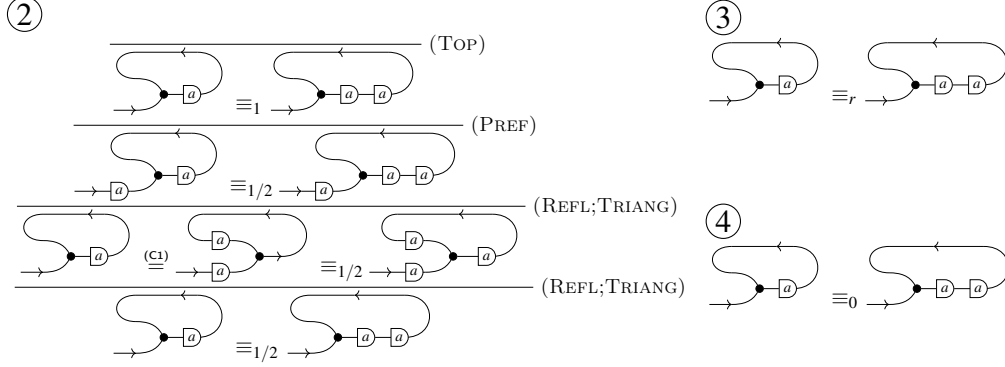 ②
(TOP)
a ≡₁ a a
(PREF)
a a ≡₁/₂ a a a
(REFL;TRIANG)
a (C1) = a a ≡₁/₂ a a a
(REFL;TRIANG)
a ≡₁/₂ a a
③
a ≡ᵣ a a
④
a ≡₀ a a